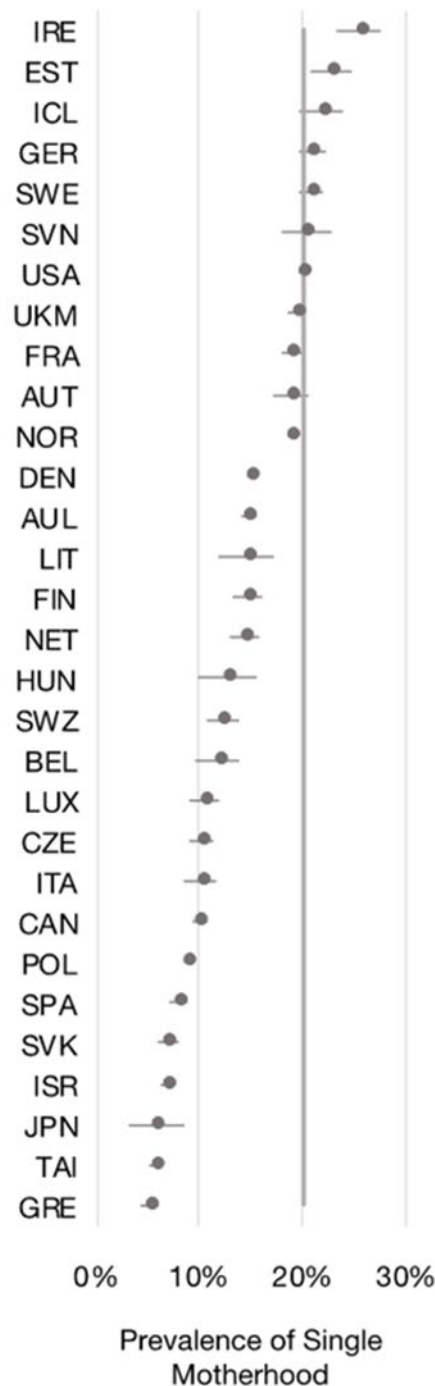 IRE
EST
ICL
GER
SWE
SVN
USA
UKM
FRA
AUT
NOR
DEN
AUL
LIT
FIN
NET
HUN
SWZ
BEL
LUX
CZE
ITA
CAN
POL
SPA
SVK
ISR
JPN
TAI
GRE
0% 10% 20% 30%
Prevalence of Single
Motherhood